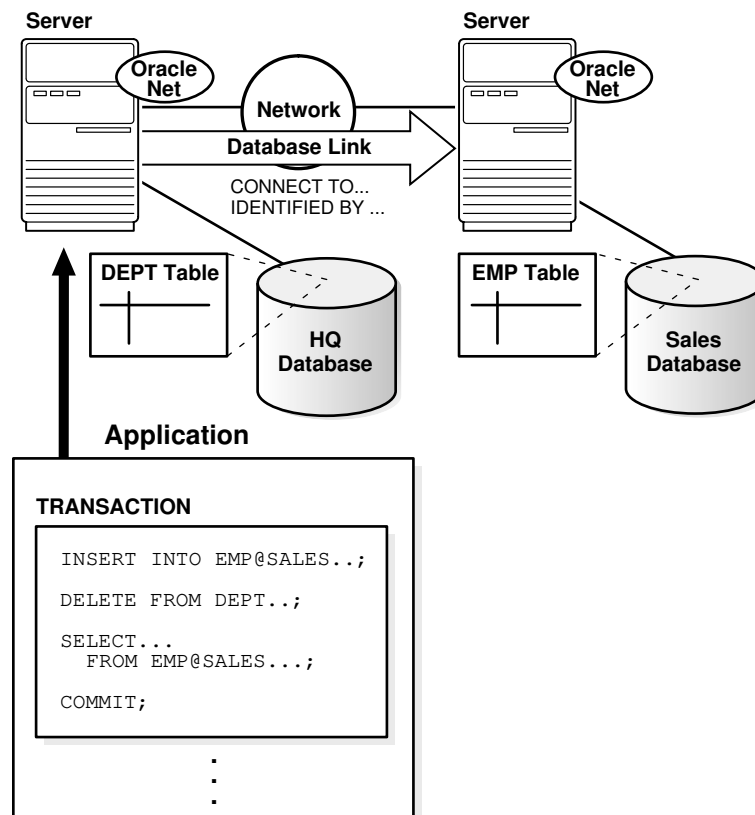 Server
Server
Oracle
Net
Oracle
Net
Network
Database Link
CONNECT TO...
IDENTIFIED BY ...
DEPT Table
EMP Table
HQ
Database
Sales
Database
Application
TRANSACTION
INSERT INTO EMP@SALES..;
DELETE FROM DEPT..;
SELECT...
FROM EMP@SALES...;
COMMIT;
.
.
.